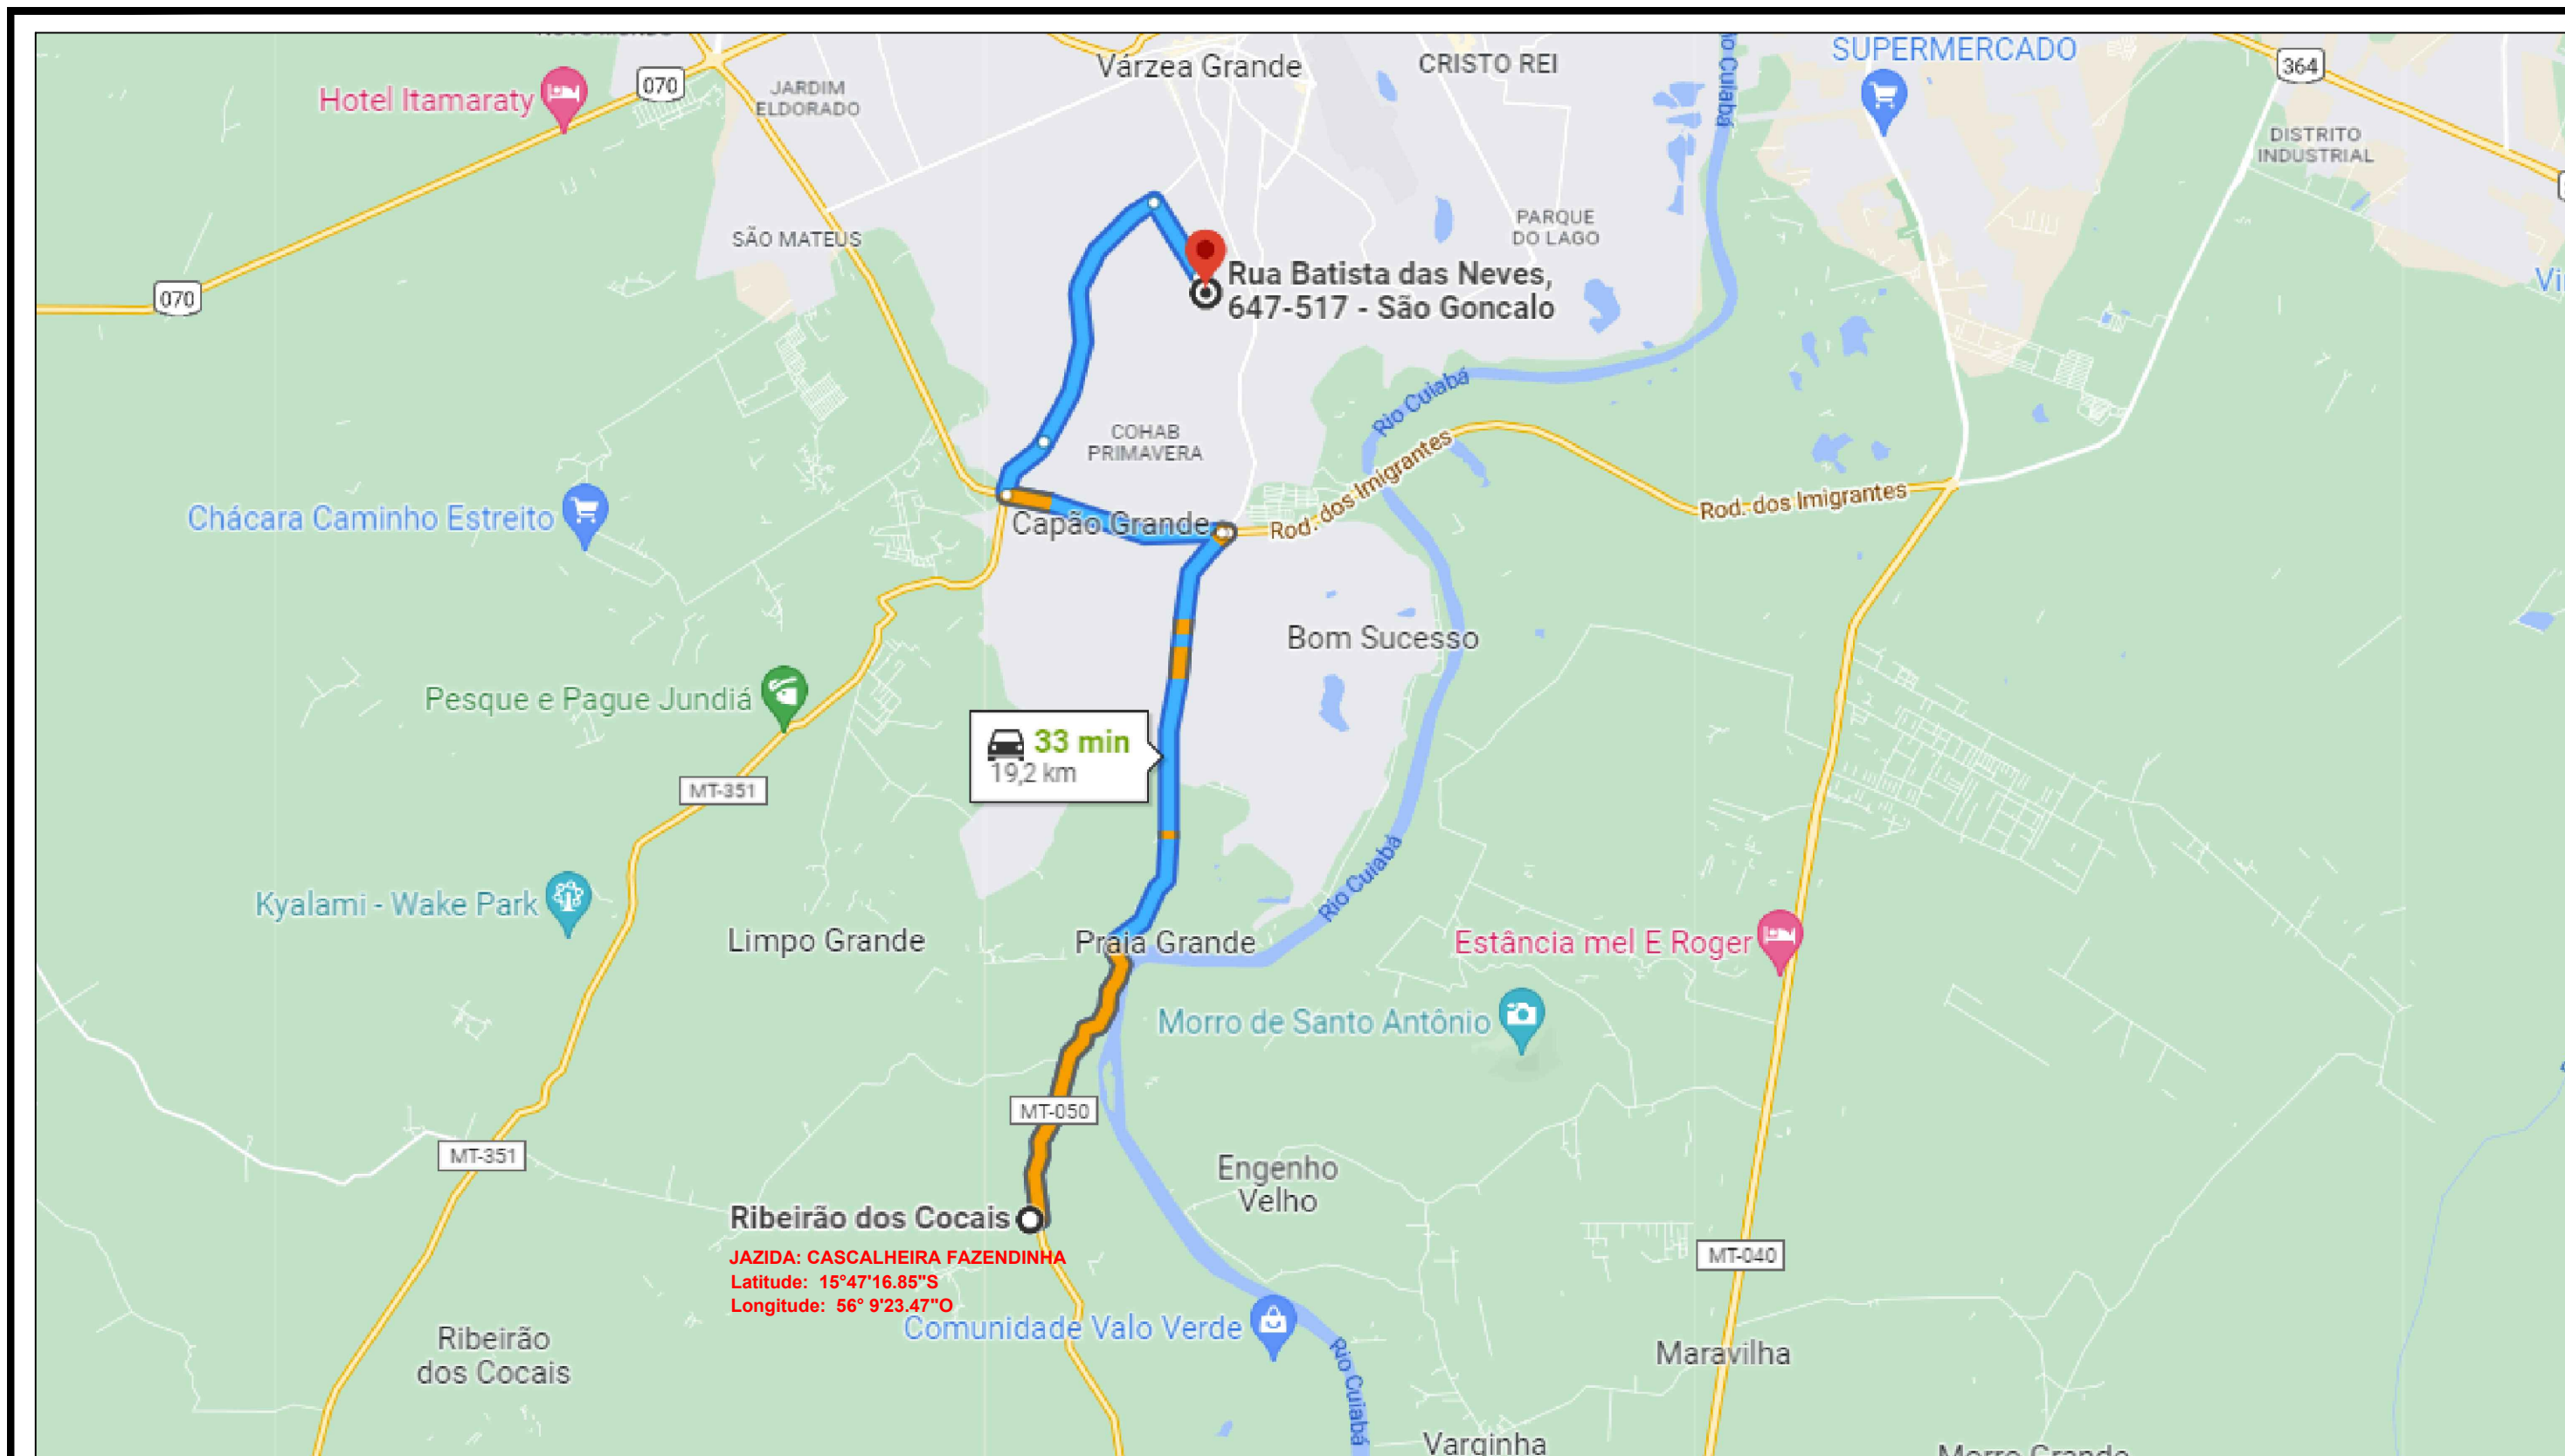 Várzea Grande
CRISTO REI
SUPERMERCADO
364
Hotel Itamaraty
070
JARDIM
ELDORADO
Rio Cuiabá
DISTRITO
INDUSTRIAL
SÃO MATEUS
PARQUE
DO LAGO
070
Rua Batista das Neves,
647-517 - São Goncalo
Rio Cuiabá
COHAB
PRIMAVERA
Chácara Caminho Estreito
Capão Grande
Rod. dos Imigrantes
Rod. dos Imigrantes
Bom Sucesso
Pesque e Pague Jundiá
33 min
19,2 km
MT-351
Rio Cuiabá
Kyalami - Wake Park
Limpo Grande
Praia Grande
Estância mel E Roger
Morro de Santo Antônio
MT-050
MT-351
Engenho
Velho
Ribeirão dos Cocais
JAZIDA: CASCALHEIRA FAZENDINHA
Latitude: 15°47'16.85"S
Longitude: 56° 9'23.47"O
MT-040
Comunidade Valo Verde
Ribeirão
dos Cocais
Maravilha
Rio Cuiabá
Varginha
Morro Grande